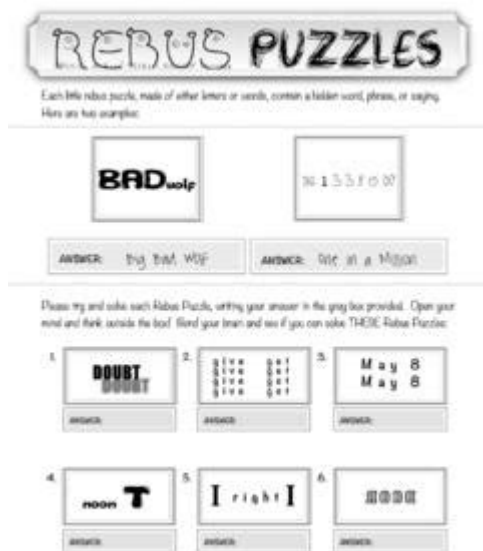 REBUS PUZZLES
Each little rebus puzzle, made of either letters or words, contain a hidden word, phrase, or saying.
Here are two examples:
BAD wolf
ANSWER: Big Bad Wolf
ANSWER: One in a Million
Please try and solve each Rebus Puzzle, writing your answer in the gray box provided. Open your
mind and think outside the box! Bend your brain and see if you can solve THESE Rebus Puzzles:
1.
DOUBT
DOUBT
ANSWER:
2.
give get
give get
give get
give get
ANSWER:
3.
May 8
May 8
ANSWER:
4.
noon T
ANSWER:
5.
I right I
ANSWER:
6.
ANSWER: